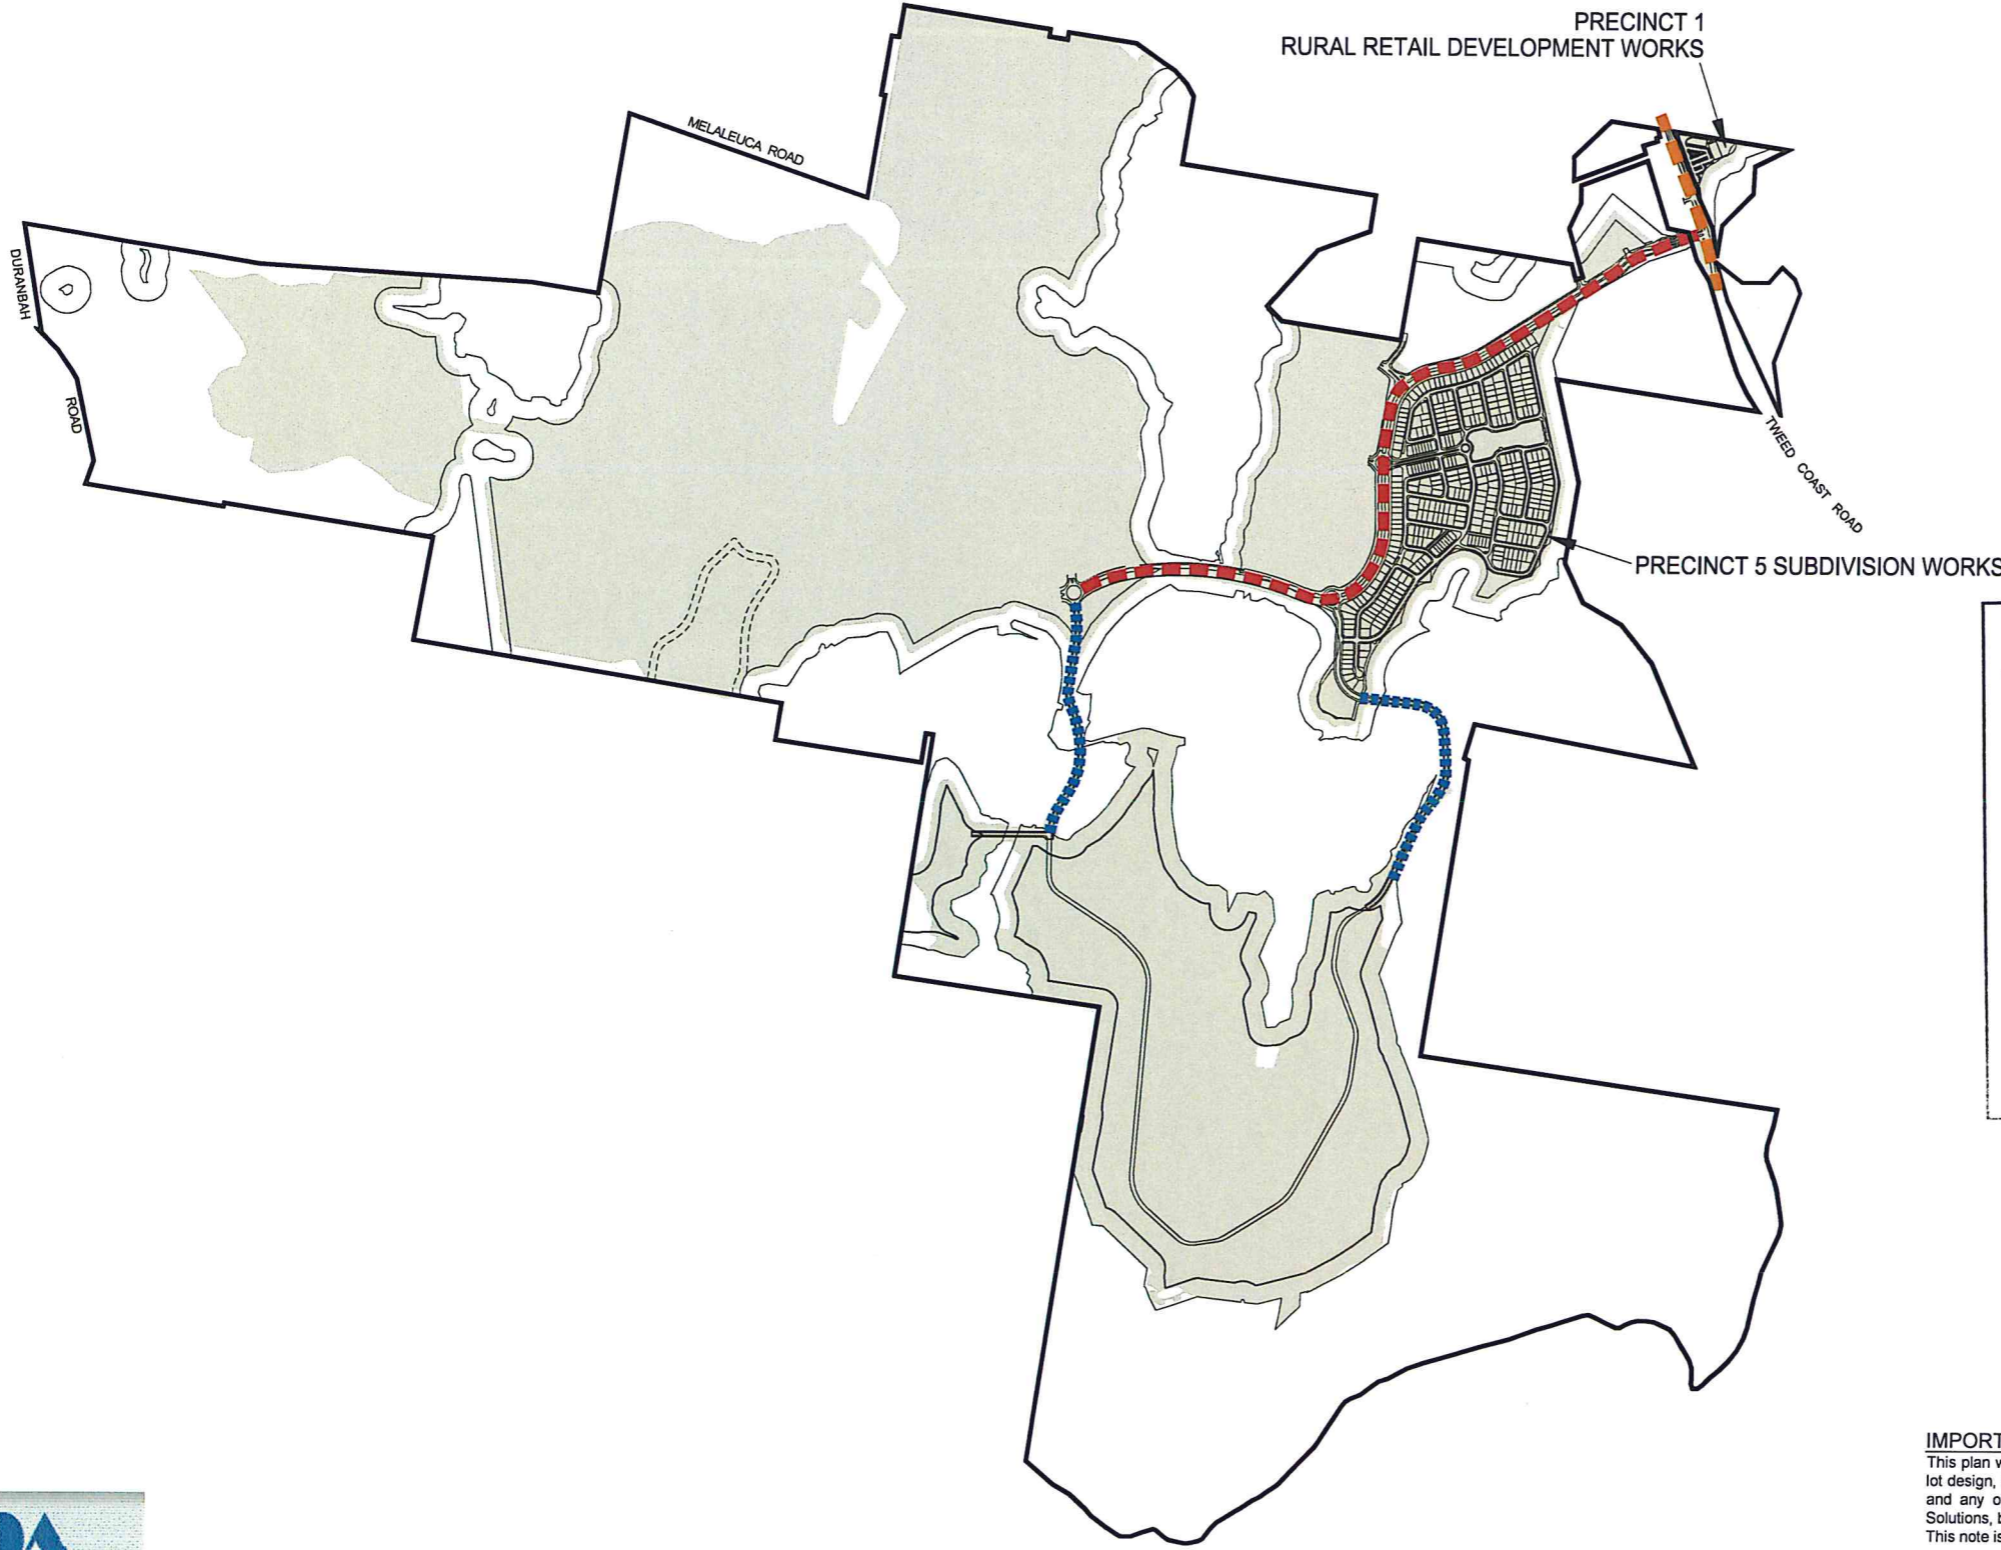 PRECINCT 1
RURAL RETAIL DEVELOPMENT WORKS
MELALEUCA ROAD
DURANBAH
ROAD
TWEED COAST ROAD
PRECINCT 5 SUBDIVISION WORKS
IMPORT
This plan w
lot design,
and any o
Solutions, b
This note is